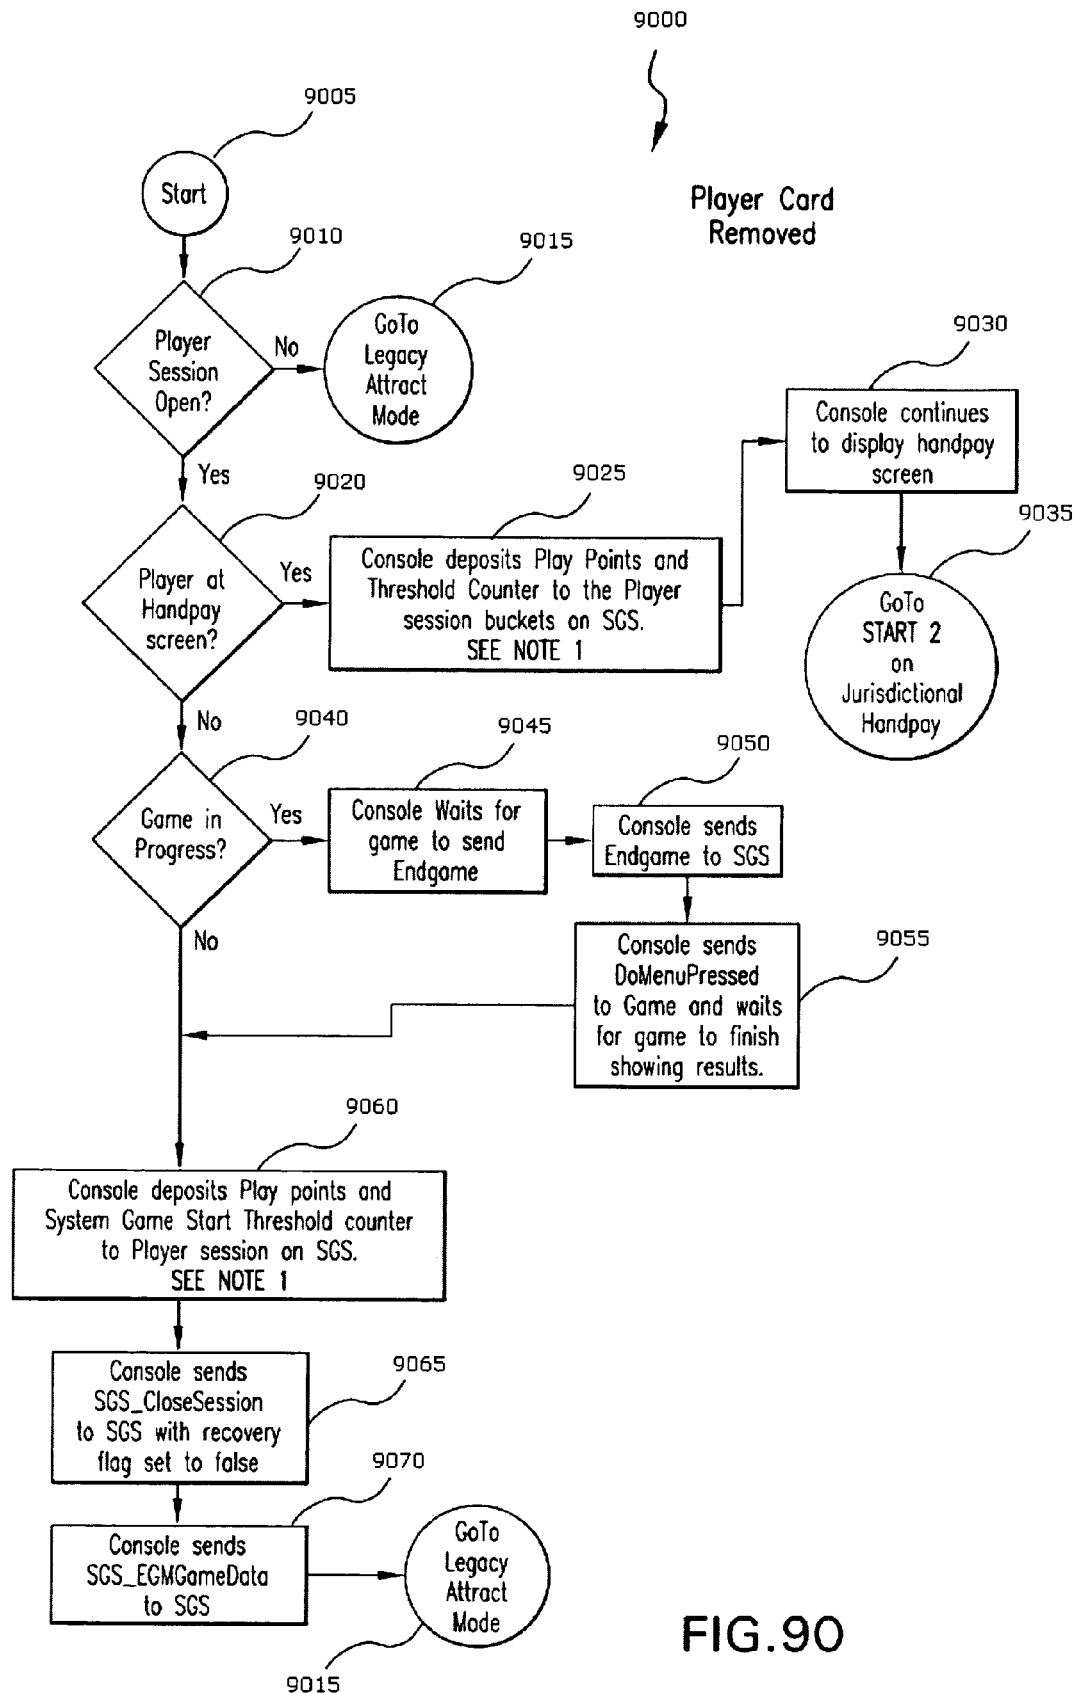 9000
9005
Start
Player Card
Removed
9010
9015
Player
Session
Open?
No
GoTo
Legacy
Attract
Mode
9030
Console continues
to display handpay
screen
Yes
9020
9025
9035
Player at
Handpay
screen?
Yes
Console deposits Play Points and
Threshold Counter to the Player
session buckets on SGS.
SEE NOTE 1
GoTo
START 2
on
Jurisdictional
Handpay
No
9040
9045
9050
Game in
Progress?
Yes
Console Waits for
game to send
Endgame
Console sends
Endgame to SGS
No
9055
Console sends
DoMenuPressed
to Game and waits
for game to finish
showing results.
9060
Console deposits Play points and
System Game Start Threshold counter
to Player session on SGS.
SEE NOTE 1
9065
Console sends
SGS_CloseSession
to SGS with recovery
flag set to false
9070
Console sends
SGS_EGMGameData
to SGS
GoTo
Legacy
Attract
Mode
9015
FIG.90